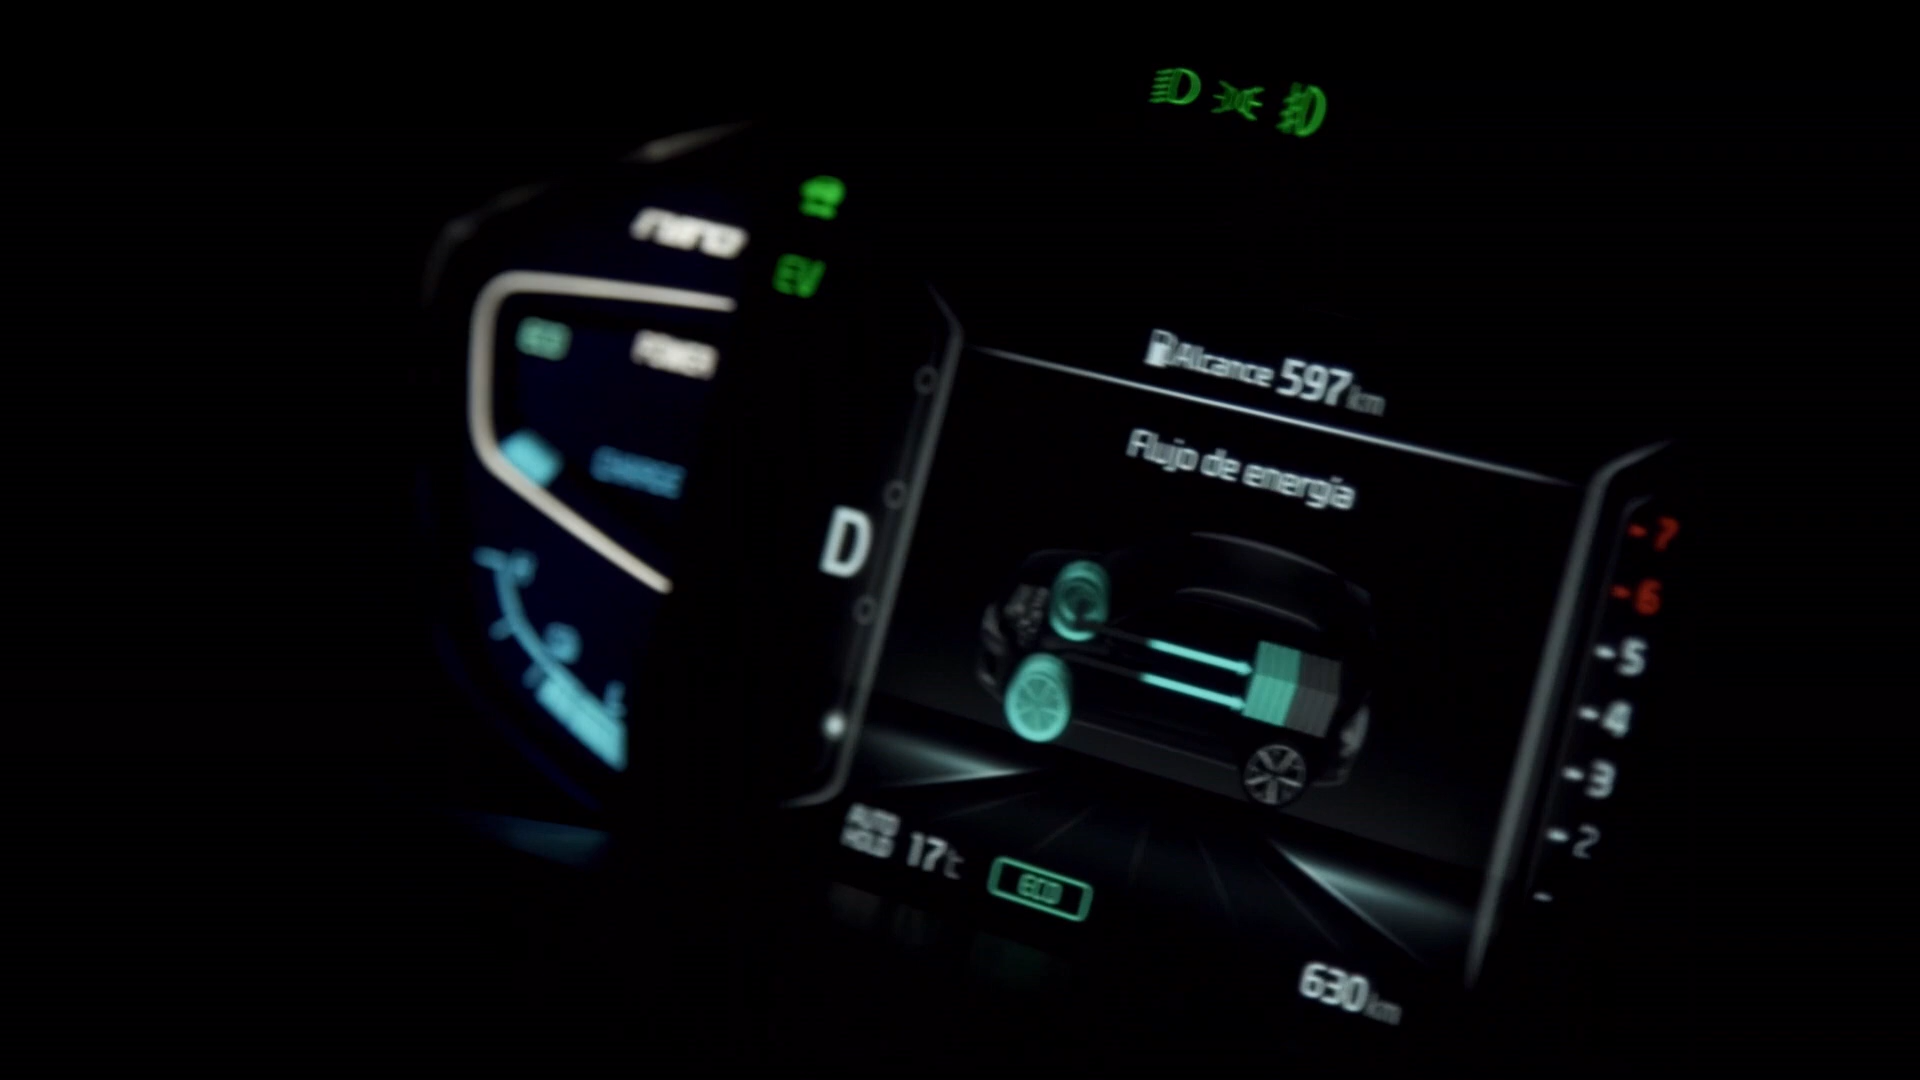 niro
EV
ECO
POWER
CHARGE
Alcance 597 km
Flujo de energía
D
7
6
5
4
3
2
AUTO
HOLD
17℃
eco
630 km